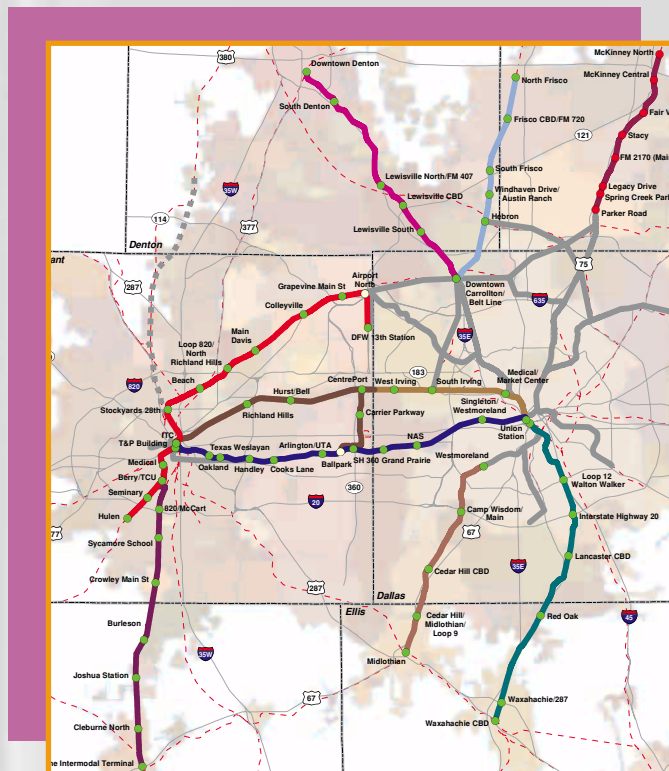 McKinney North
380
Downtown Denton
McKinney Central
North Frisco
South Denton
Fair V
Frisco CBD/FM 720
121
Stacy
FM 2170 (Mai
South Frisco
Lewisville North/FM 407
35W
Legacy Drive
Windhaven Drive/
Austin Ranch
Spring Creek Park
Lewisville CBD
Parker Road
114
Hebron
377
Lewisville South
Denton
ant
75
Airport
North
287
Grapevine Main St
Downtown
Carrollton/
Belt Line
635
Colleyville
Main
Davis
DFW 13th Station
35E
Loop 820/
North
Richland Hills
183
Medical/
Market Center
CentrePort
West Irving
South Irving
820
Beach
Hurst/Bell
Singleton/
Westmoreland
Stockyards 28th
Richland Hills
Carrier Parkway
Union
Station
ITC
T&P Building
Texas Weslayan
Arlington/UTA
NAS
Medical
Oakland
Handley
Cooks Lane
Ballpark
SH 360
Grand Prairie
Westmoreland
Berry/TCU
Loop 12
Walton Walker
Seminary
360
20
820/McCart
Camp Wisdom/
Main
Interstate Highway 20
Hulen
77
67
Sycamore School
Lancaster CBD
35E
Cedar Hill CBD
Crowley Main St
287
Dallas
Ellis
Burleson
Cedar Hill/
Midlothian/
Loop 9
Red Oak
45
35W
Midlothian
Joshua Station
67
Waxahachie/287
Cleburne North
Waxahachie CBD
ne Intermodal Terminal